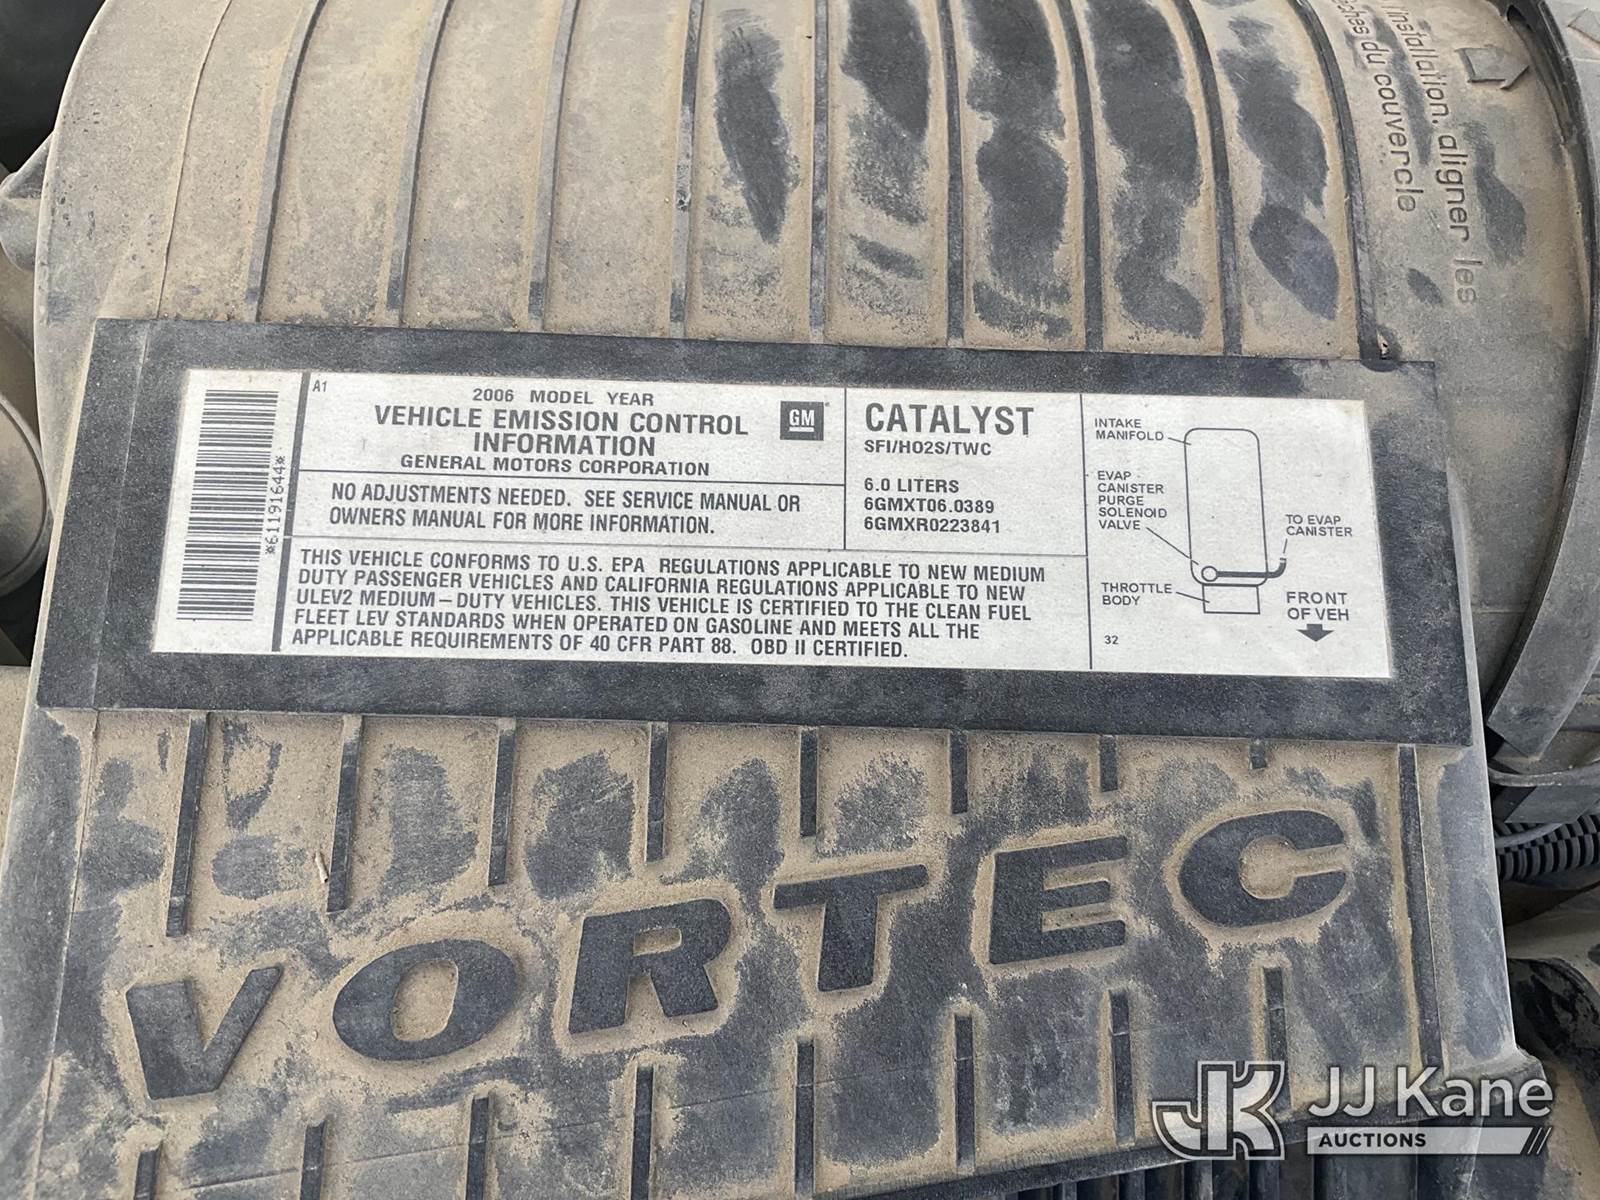 l'installation, aligner les
du couvercle
A1
2006 MODEL YEAR
VEHICLE EMISSION CONTROL
INFORMATION
GENERAL MOTORS CORPORATION
GM
NO ADJUSTMENTS NEEDED. SEE SERVICE MANUAL OR
OWNERS MANUAL FOR MORE INFORMATION.
THIS VEHICLE CONFORMS TO U.S. EPA REGULATIONS APPLICABLE TO NEW MEDIUM
DUTY PASSENGER VEHICLES AND CALIFORNIA REGULATIONS APPLICABLE TO NEW
ULEV2 MEDIUM-DUTY VEHICLES. THIS VEHICLE IS CERTIFIED TO THE CLEAN FUEL
FLEET LEV STANDARDS WHEN OPERATED ON GASOLINE AND MEETS ALL THE
APPLICABLE REQUIREMENTS OF 40 CFR PART 88. OBD II CERTIFIED.
*61191644*
CATALYST
SFI/HO2S/TWC
6.0 LITERS
6GMXT06.0389
6GMXR0223841
INTAKE
MANIFOLD
EVAP
CANISTER
PURGE
SOLENOID
VALVE
THROTTLE
BODY
TO EVAP
CANISTER
FRONT
OF VEH
32
VORTEC
JK JJ Kane
AUCTIONS